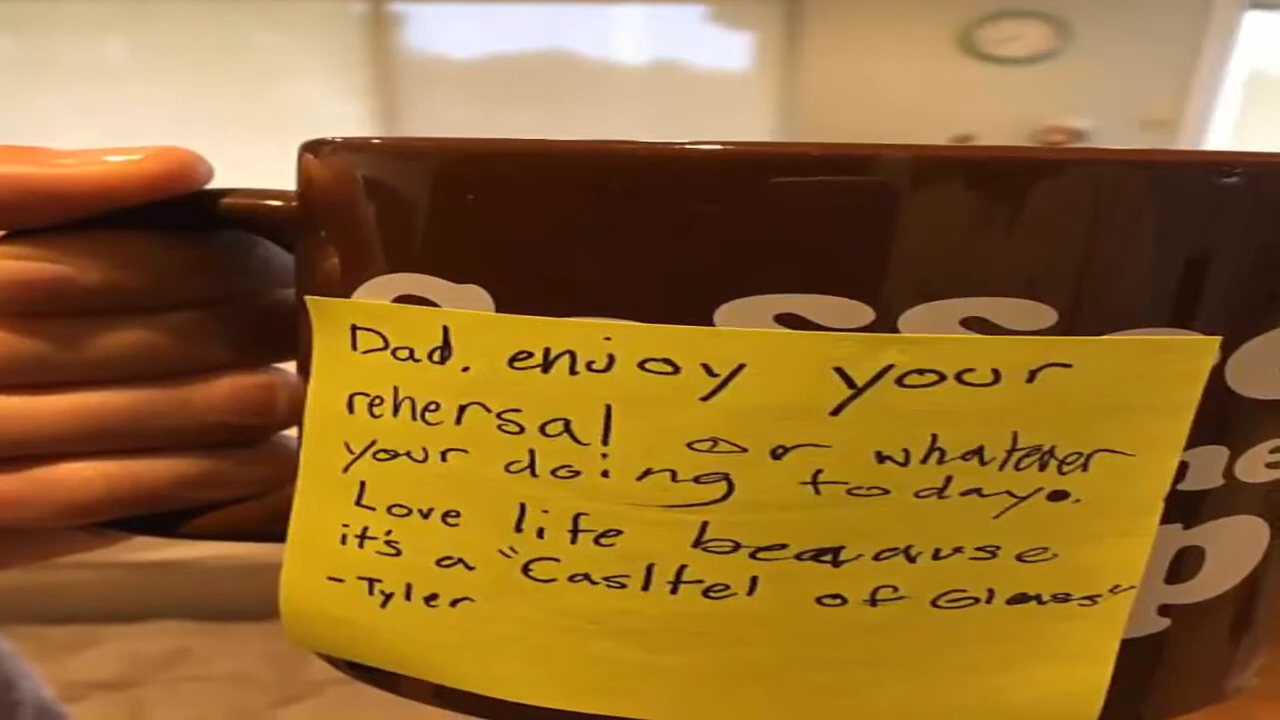 Dad, enjoy your
rehersal or whatever
your doing today.
Love life because
it's a "Casltel of Glass"
-Tyler